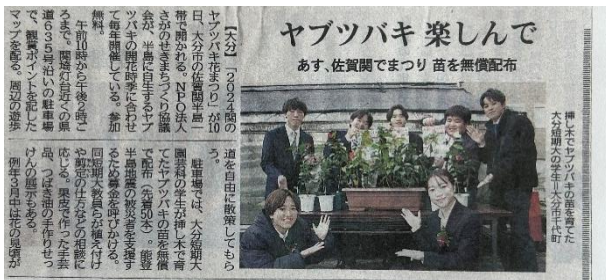 ヤブツバキ 楽しんで
あす、佐賀関でまつり 苗を無償配布
【大分】「2024関の
ヤブツバキ花まつり」が10
日、大分市の佐賀関半島一
帯で開かれる。NPO法人
さがのせきまちづくり協議
会が、半島に自生するヤブ
ツバキの開花時季に合わせ
て毎年開催している。参加
無料。
午前10時から午後2時ご
ろまで。関埼灯台近くの県
道635号沿いの駐車場
で、観賞ポイントを記した
マップを配る。周辺の遊歩
道を自由に散策してもら
う。
駐車場では、大分短期大
園芸科の学生が挿し木で育
てたヤブツバキの苗を無償
で配布(先着50本)。能登
半島地震の被災者を支援す
るため募金を呼びかける。
同短期大教員らが植え付け
や剪定の仕方などの相談に
応じる。果皮で作った手芸
品、つばき油の手作りせっ
けんの展示もある。
例年3月中は花の見頃が
挿し木でヤブツバキの苗を育てた
大分短期大の学生=大分市千代町